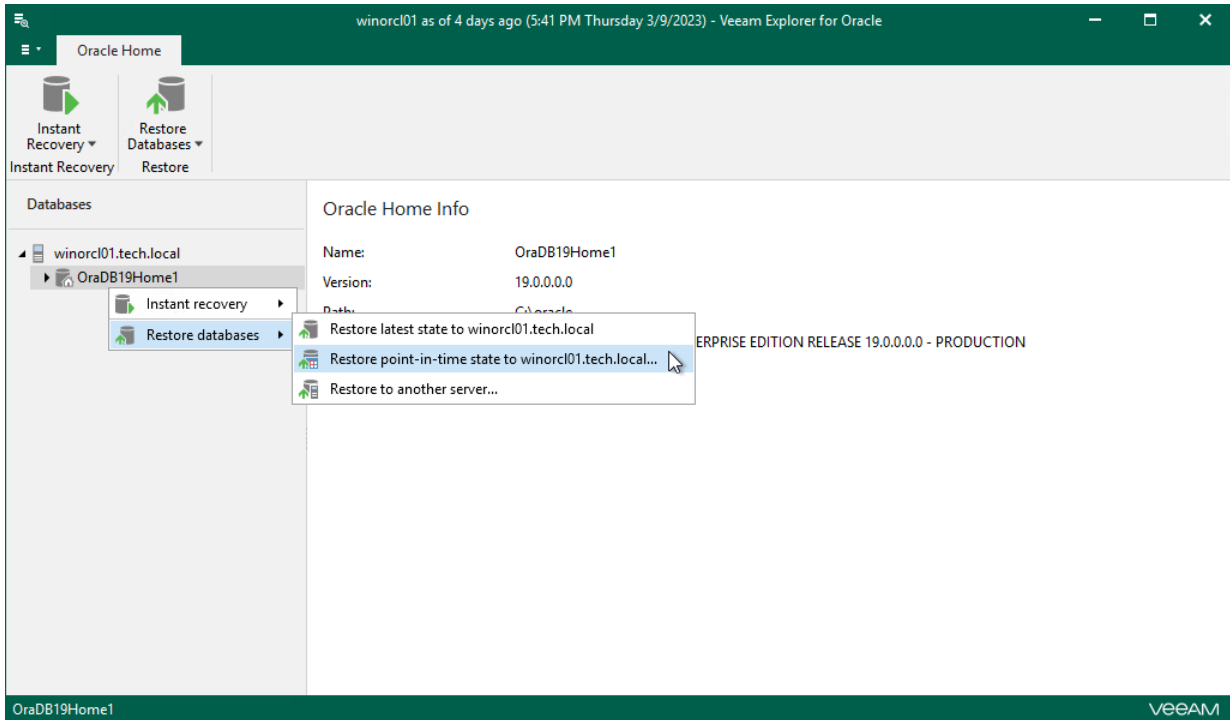 winorcl01 as of 4 days ago (5:41 PM Thursday 3/9/2023) - Veeam Explorer for Oracle
Oracle Home
Instant
Recovery
Restore
Databases
Instant Recovery
Restore
Databases
Oracle Home Info
winorcl01.tech.local
Name: OraDB19Home1
OraDB19Home1
Version: 19.0.0.0.0
Instant recovery
Path: C:\oracle
Restore databases
Restore latest state to winorcl01.tech.local
ERPRISE EDITION RELEASE 19.0.0.0.0 - PRODUCTION
Restore point-in-time state to winorcl01.tech.local...
Restore to another server...
OraDB19Home1
veeam